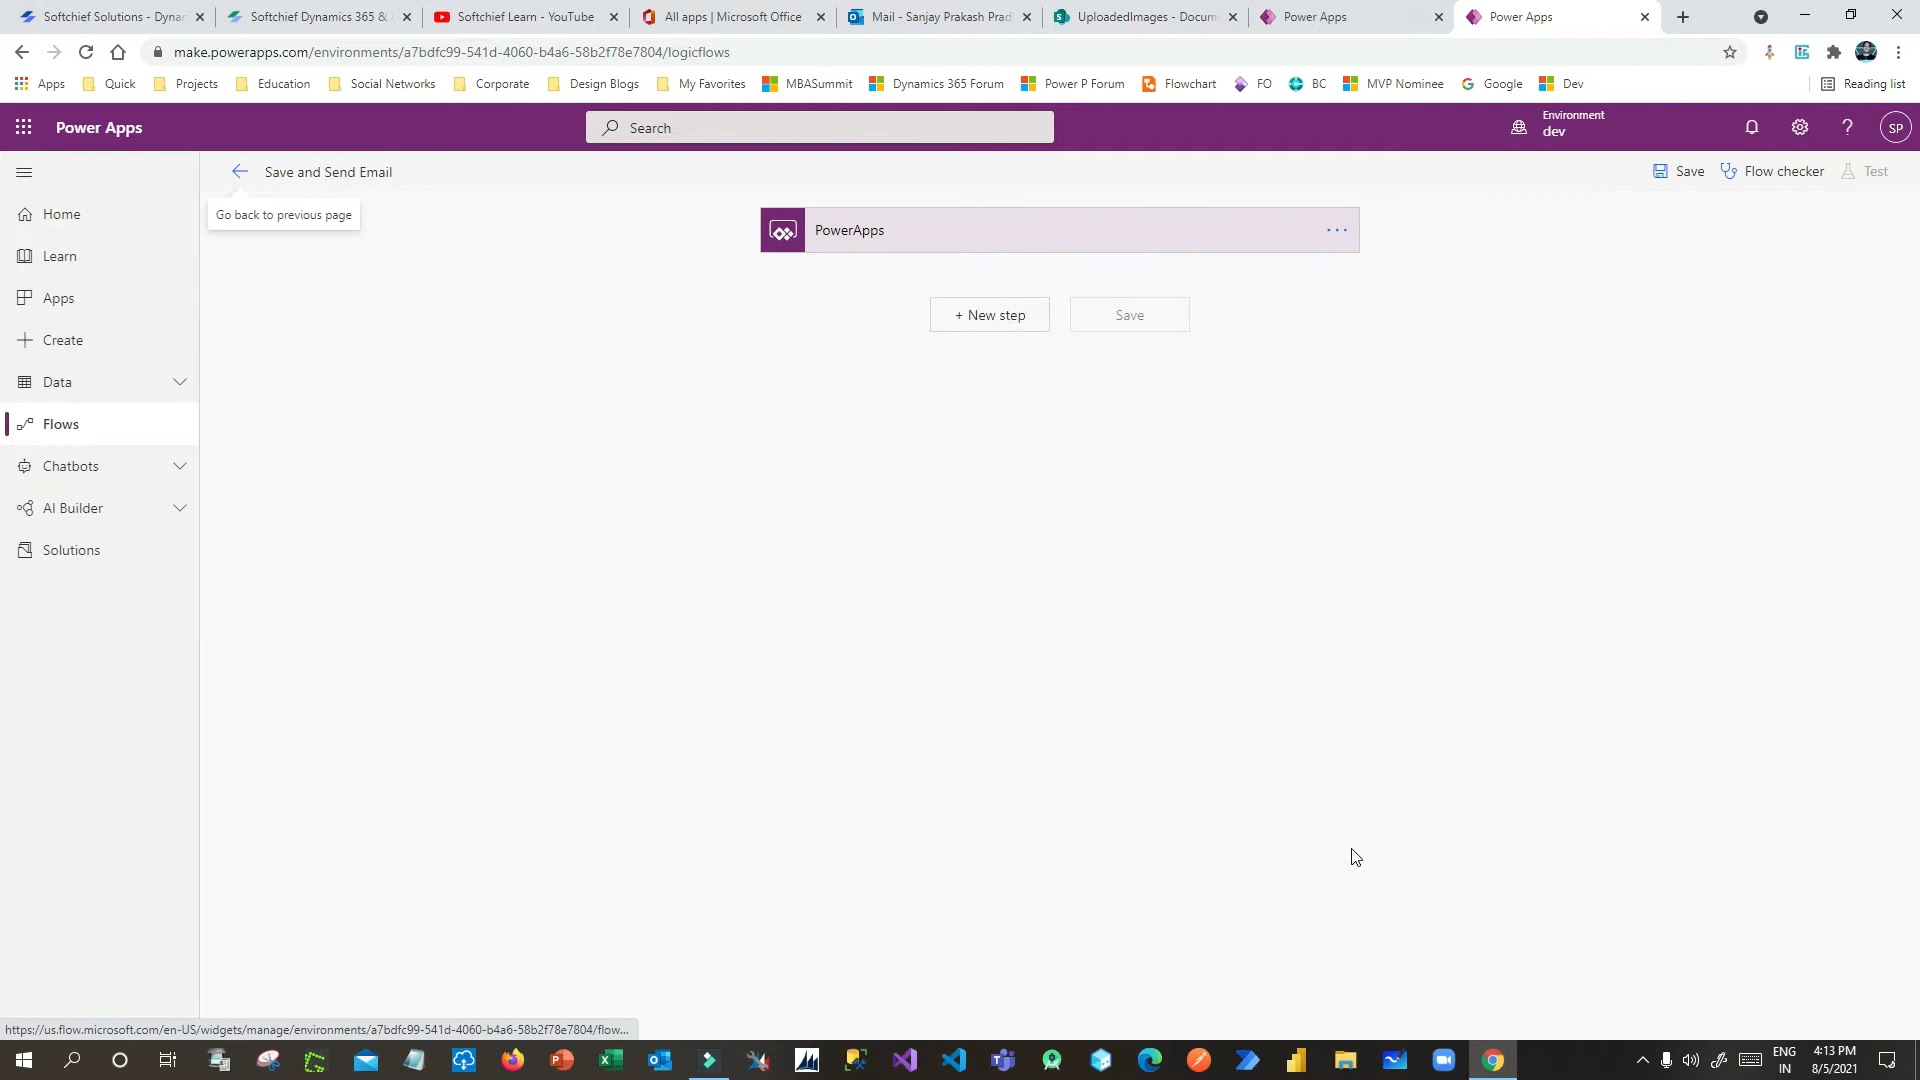 Softchief Solutions - Dynar
Softchief Dynamics 365 &
Softchief Learn - YouTube
All apps | Microsoft Office
Mail - Sanjay Prakash Prad
UploadedImages - Docum
Power Apps
Power Apps
make.powerapps.com/environments/a7bdfc99-541d-4060-b4a6-58b2f78e7804/logicflows
Apps
Quick
Projects
Education
Social Networks
Corporate
Design Blogs
My Favorites
MBASummit
Dynamics 365 Forum
Power P Forum
Flowchart
FO
BC
MVP Nominee
Google
Dev
Reading list
Power Apps
Search
Environment
dev
SP
Save and Send Email
Save
Flow checker
Test
Go back to previous page
Home
Learn
Apps
Create
Data
Flows
Chatbots
AI Builder
Solutions
PowerApps
+ New step
Save
https://us.flow.microsoft.com/en-US/widgets/manage/environments/a7bdfc99-541d-4060-b4a6-58b2f78e7804/flow...
ENG
IN
4:13 PM
8/5/2021